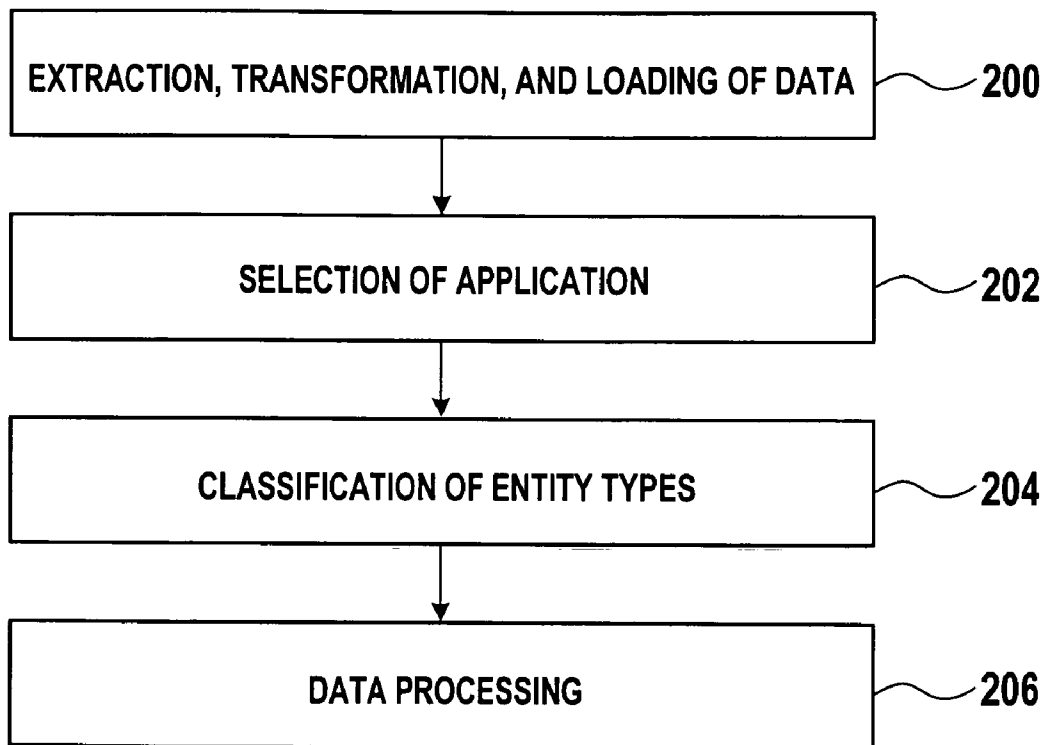 EXTRACTION, TRANSFORMATION, AND LOADING OF DATA 200
SELECTION OF APPLICATION 202
CLASSIFICATION OF ENTITY TYPES 204
DATA PROCESSING 206